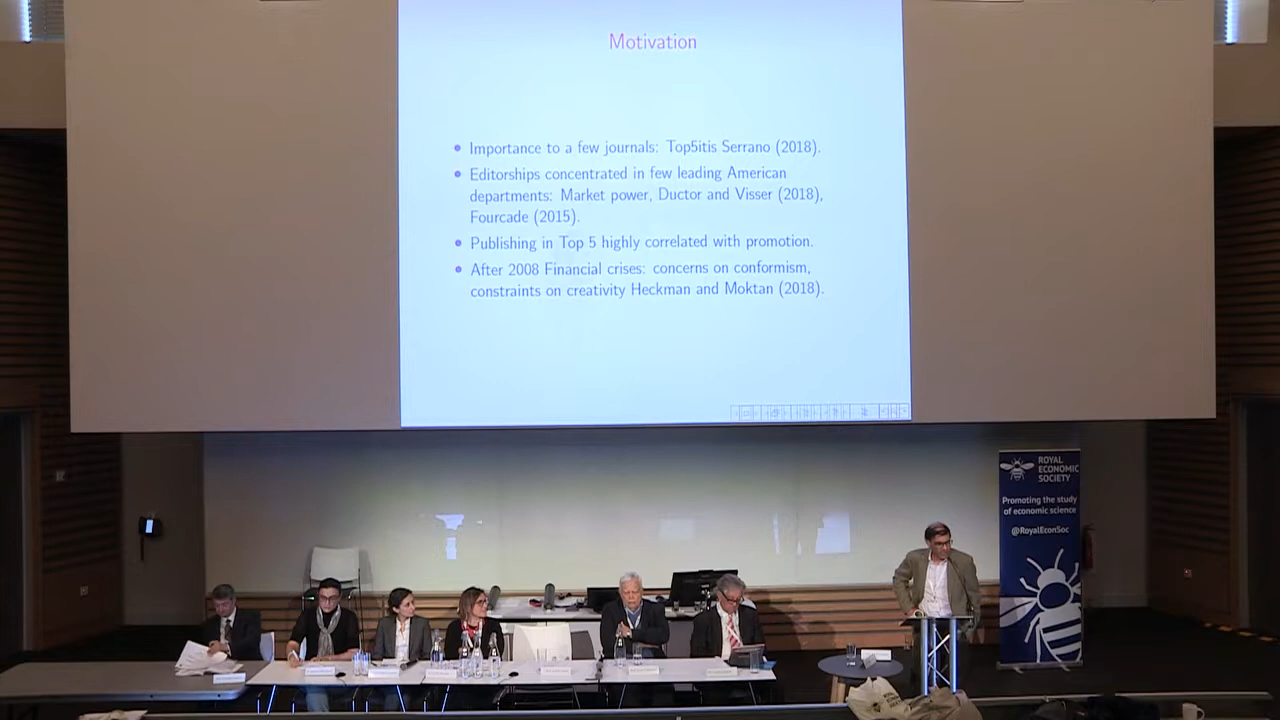 Motivation
Importance to a few journals: Top5itis Serrano (2018).
Editorships concentrated in few leading American
departments: Market power, Ductor and Visser (2018),
Fourcade (2015).
Publishing in Top 5 highly correlated with promotion.
After 2008 Financial crises: concerns on conformism,
constraints on creativity Heckman and Moktan (2018).
ROYAL
ECONOMIC
SOCIETY
Promoting the study
of economic science
@RoyalEconSoc